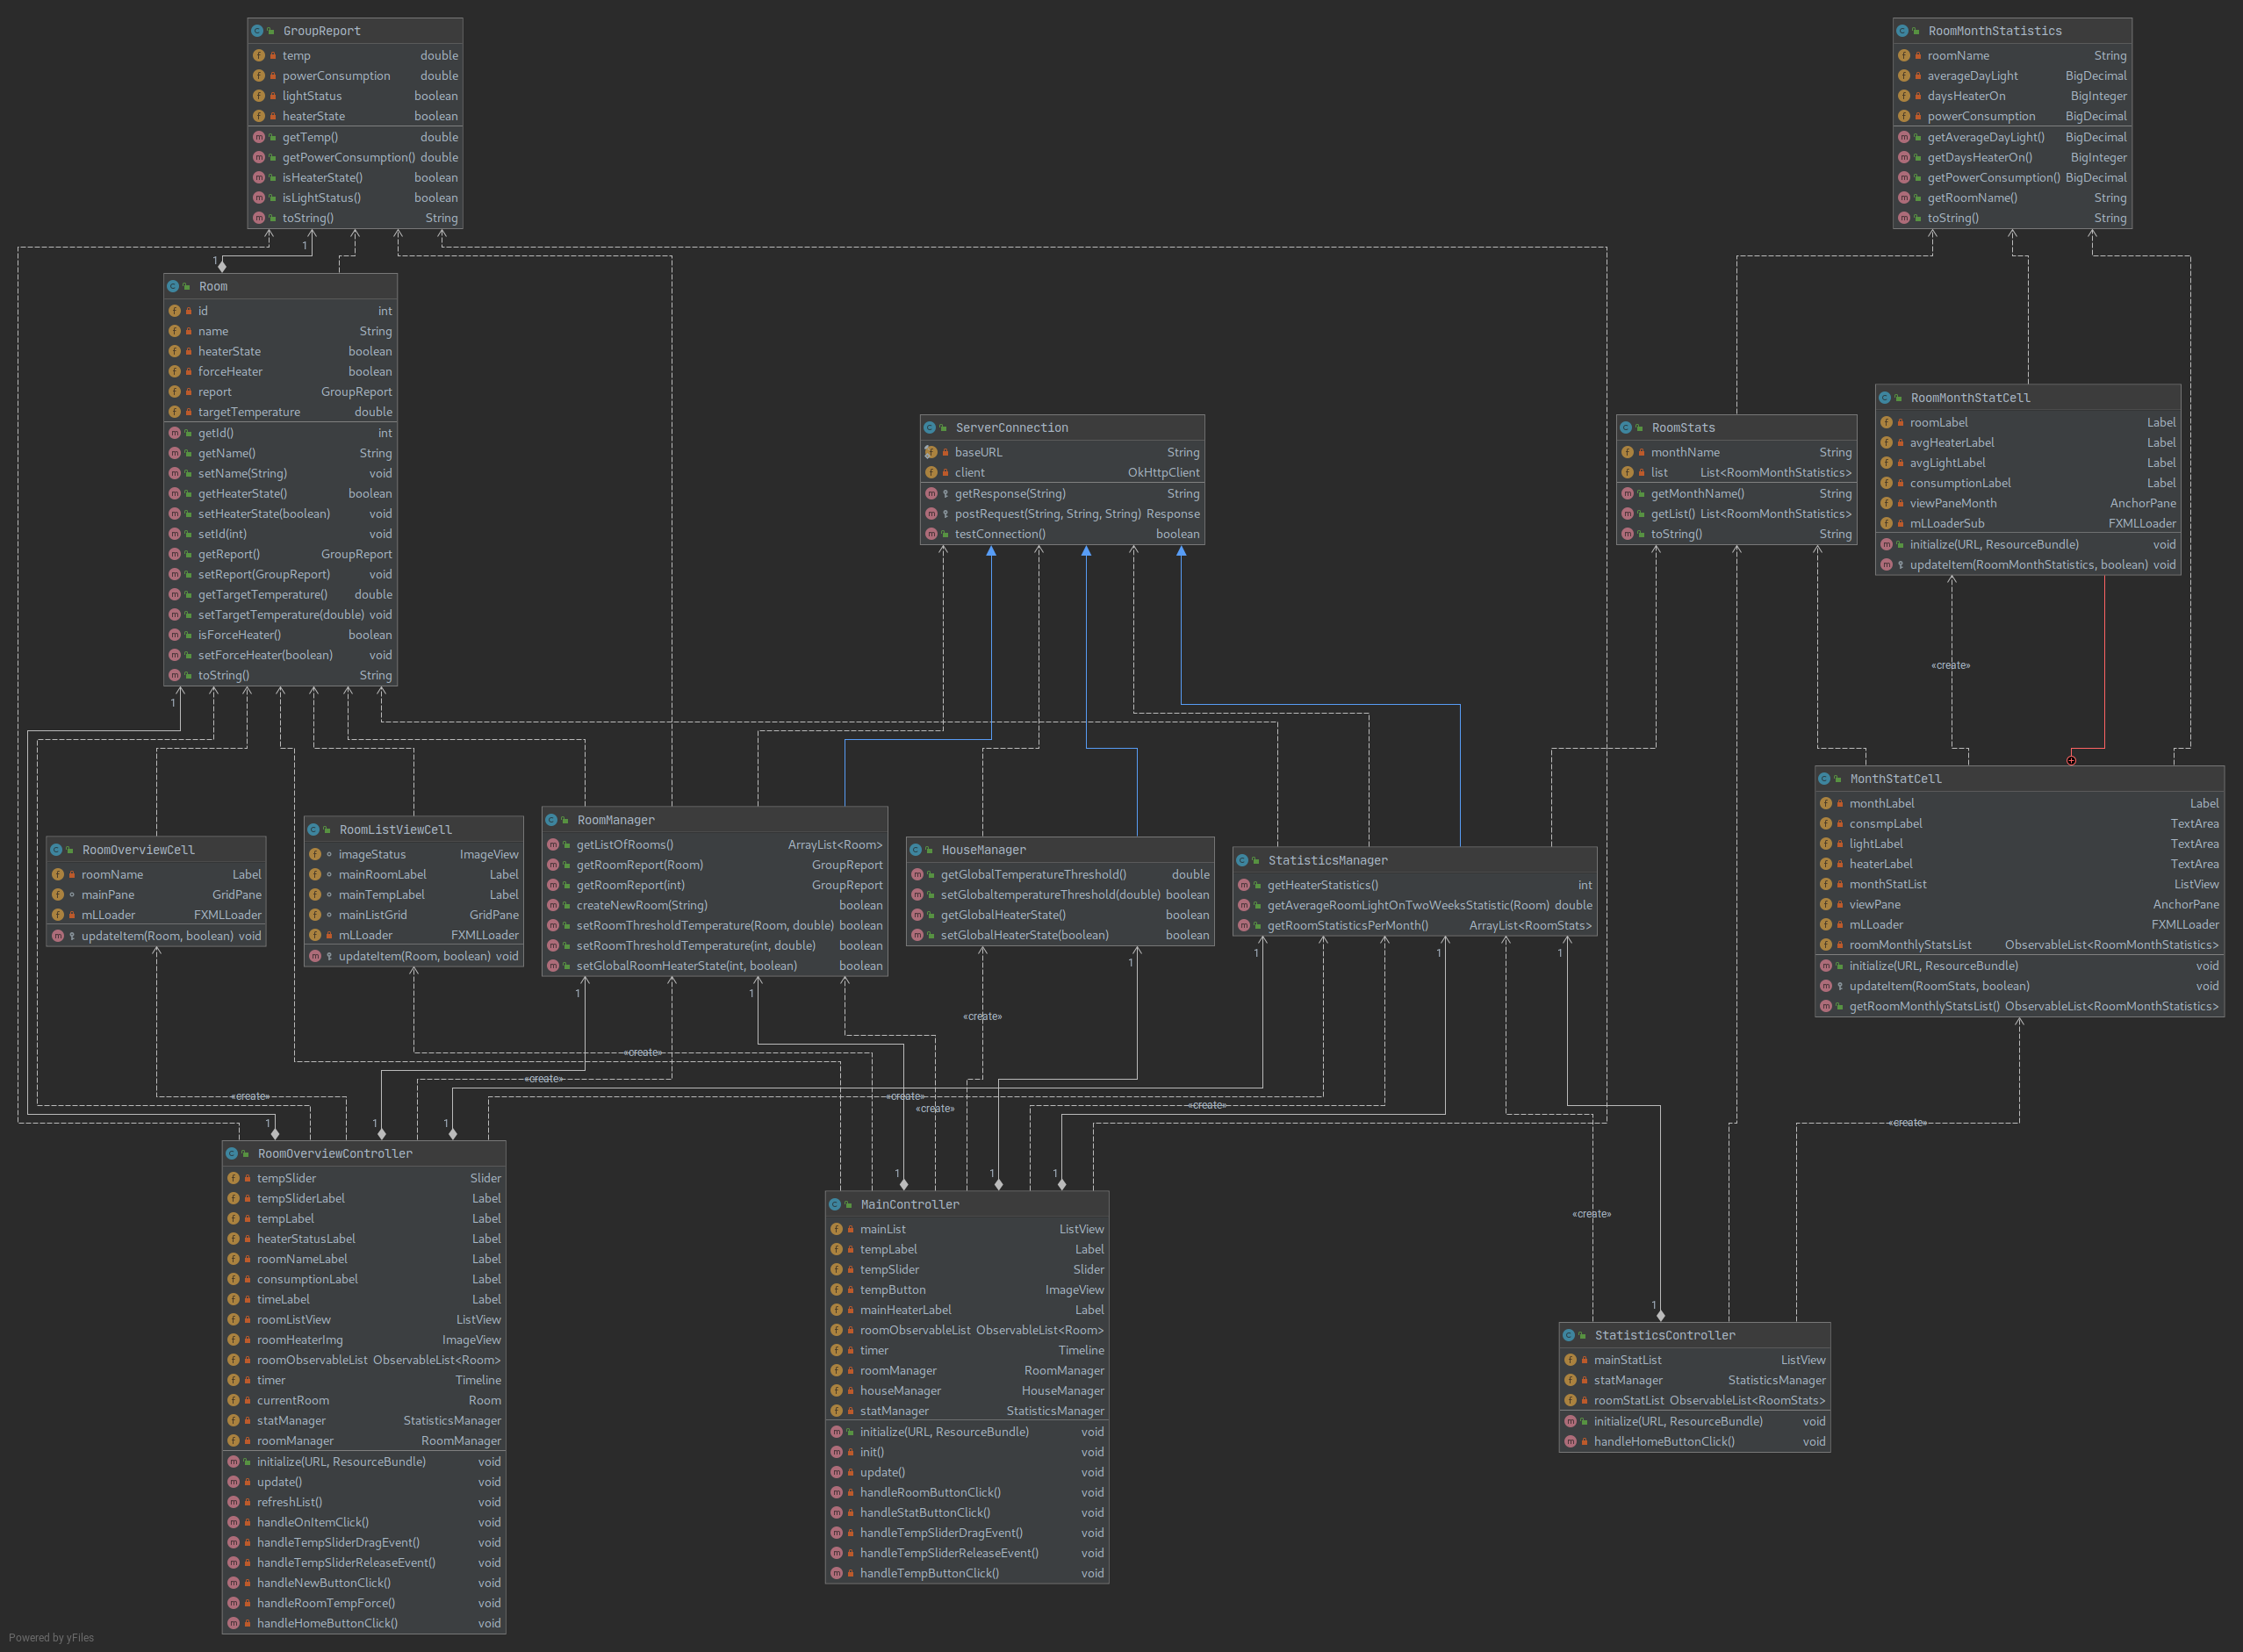 GroupReport
temp double
powerConsumption double
lightStatus boolean
heaterState boolean
getTemp() double
getPowerConsumption() double
isHeaterState() boolean
isLightStatus() boolean
toString() String
RoomMonthStatistics
roomName String
averageDayLight BigDecimal
daysHeaterOn BigInteger
powerConsumption BigDecimal
getAverageDayLight() BigDecimal
getDaysHeaterOn() BigInteger
getPowerConsumption() BigDecimal
getRoomName() String
toString() String
1
1
Room
id int
name String
heaterState boolean
forceHeater boolean
report GroupReport
targetTemperature double
getId() int
getName() String
setName(String) void
getHeaterState() boolean
setHeaterState(boolean) void
setId(int) void
getReport() GroupReport
setReport(GroupReport) void
getTargetTemperature() double
setTargetTemperature(double) void
isForceHeater() boolean
setForceHeater(boolean) void
toString() String
1
ServerConnection
baseURL String
client OkHttpClient
getResponse(String) String
postRequest(String, String, String) Response
testConnection() boolean
RoomStats
monthName String
list List<RoomMonthStatistics>
getMonthName() String
getList() List<RoomMonthStatistics>
toString() String
RoomMonthStatCell
roomLabel Label
avgHeaterLabel Label
avgLightLabel Label
consumptionLabel Label
viewPaneMonth AnchorPane
mLLoaderSub FXMLLoader
initialize(URL, ResourceBundle) void
updateItem(RoomMonthStatistics, boolean) void
«create»
RoomOverviewCell
roomName Label
mainPane GridPane
mLLoader FXMLLoader
updateItem(Room, boolean) void
RoomListViewCell
imageStatus ImageView
mainRoomLabel Label
mainTempLabel Label
mainListGrid GridPane
mLLoader FXMLLoader
updateItem(Room, boolean) void
RoomManager
getListOfRooms() ArrayList<Room>
getRoomReport(Room) GroupReport
getRoomReport(int) GroupReport
createNewRoom(String) boolean
setRoomThresholdTemperature(Room, double) boolean
setRoomThresholdTemperature(int, double) boolean
setGlobalRoomHeaterState(int, boolean) boolean
HouseManager
getGlobalTemperatureThreshold() double
setGlobaltemperatureThreshold(double) boolean
getGlobalHeaterState() boolean
setGlobalHeaterState(boolean) boolean
StatisticsManager
getHeaterStatistics() int
getAverageRoomLightOnTwoWeeksStatistic(Room) double
getRoomStatisticsPerMonth() ArrayList<RoomStats>
MonthStatCell
monthLabel Label
consmpLabel TextArea
lightLabel TextArea
heaterLabel TextArea
monthStatList ListView
viewPane AnchorPane
mLLoader FXMLLoader
roomMonthlyStatsList ObservableList<RoomMonthStatistics>
initialize(URL, ResourceBundle) void
updateItem(RoomStats, boolean) void
getRoomMonthlyStatsList() ObservableList<RoomMonthStatistics>
1
1
1
1
1
1
«create»
«create»
«create»
«create»
«create»
«create»
«create»
«create»
«create»
1
1
1
RoomOverviewController
tempSlider Slider
tempSliderLabel Label
tempLabel Label
heaterStatusLabel Label
roomNameLabel Label
consumptionLabel Label
timeLabel Label
roomListView ListView
roomHeaterImg ImageView
roomObservableList ObservableList<Room>
timer Timeline
currentRoom Room
statManager StatisticsManager
roomManager RoomManager
initialize(URL, ResourceBundle) void
update() void
refreshList() void
handleOnItemClick() void
handleTempSliderDragEvent() void
handleTempSliderReleaseEvent() void
handleNewButtonClick() void
handleRoomTempForce() void
handleHomeButtonClick() void
1
1
1
MainController
mainList ListView
tempLabel Label
tempSlider Slider
tempButton ImageView
mainHeaterLabel Label
roomObservableList ObservableList<Room>
timer Timeline
roomManager RoomManager
houseManager HouseManager
statManager StatisticsManager
initialize(URL, ResourceBundle) void
init() void
update() void
handleRoomButtonClick() void
handleStatButtonClick() void
handleTempSliderDragEvent() void
handleTempSliderReleaseEvent() void
handleTempButtonClick() void
1
StatisticsController
mainStatList ListView
statManager StatisticsManager
roomStatList ObservableList<RoomStats>
initialize(URL, ResourceBundle) void
handleHomeButtonClick() void
Powered by yFiles